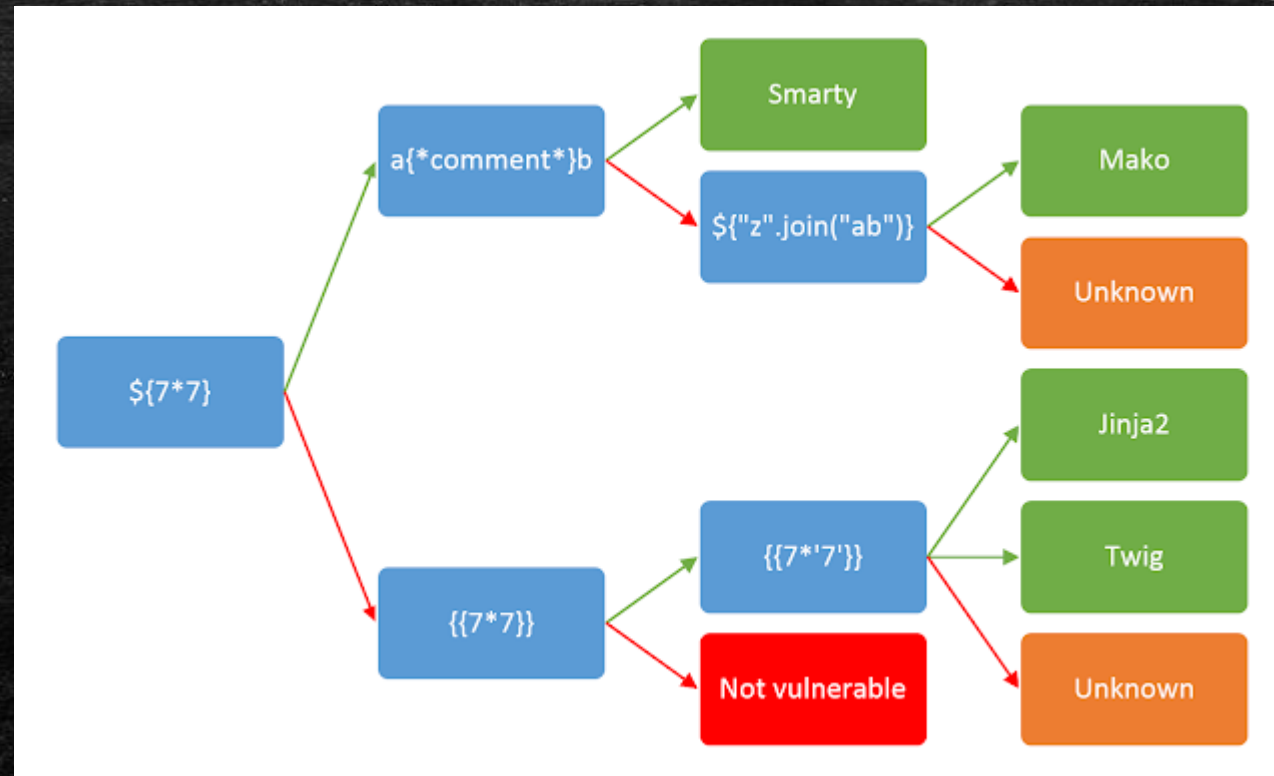 ${7*7}
a{*comment*}b
Smarty
${"z".join("ab")}
Mako
Unknown
{{7*7}}
{{7*'7'}}
Not vulnerable
Jinja2
Twig
Unknown